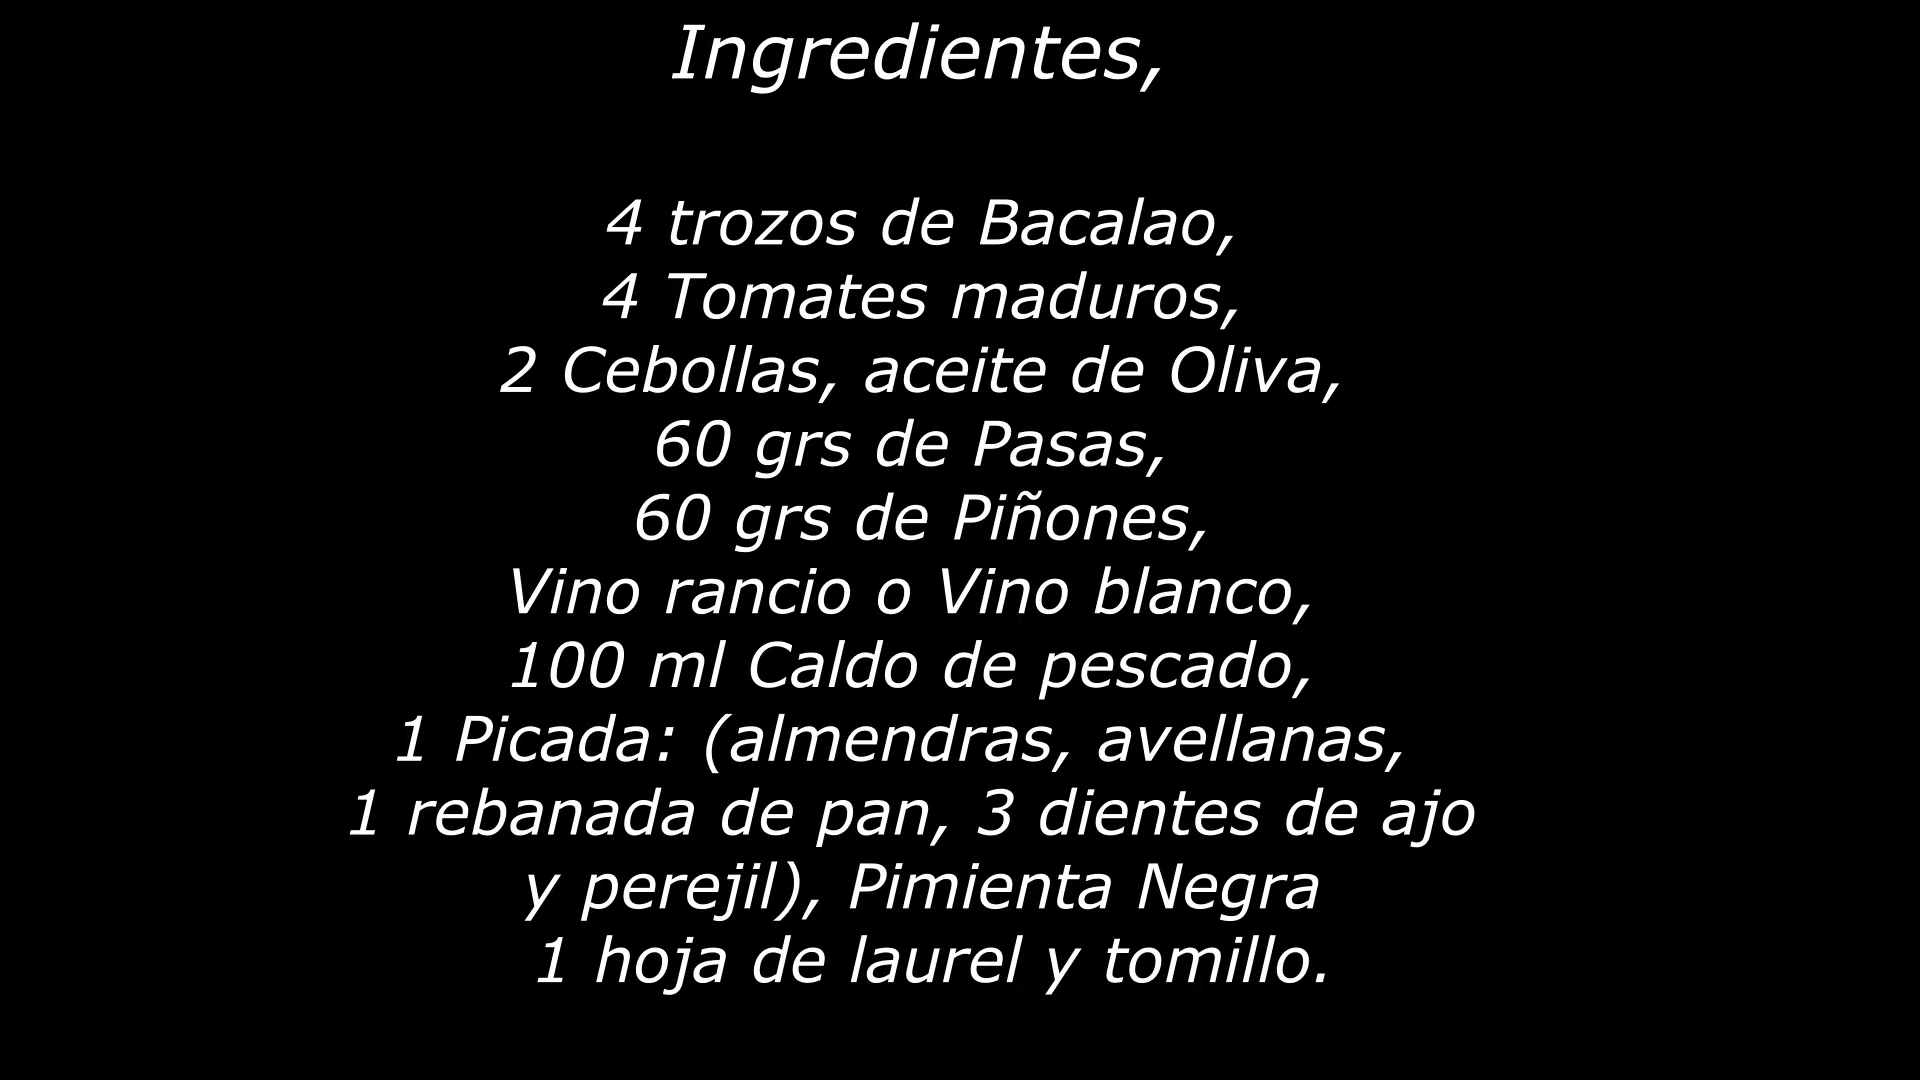 Ingredientes,
4 trozos de Bacalao,
4 Tomates maduros,
2 Cebollas, aceite de Oliva,
60 grs de Pasas,
60 grs de Piñones,
Vino rancio o Vino blanco,
100 ml Caldo de pescado,
1 Picada: (almendras, avellanas,
1 rebanada de pan, 3 dientes de ajo
y perejil), Pimienta Negra
1 hoja de laurel y tomillo.